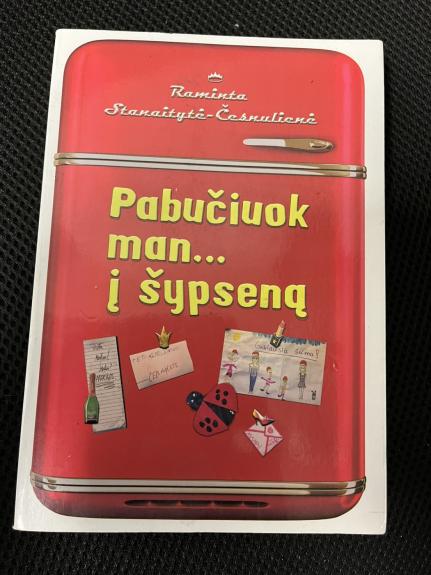 Raminta
Stanaitytė-Česnulienė
Pabučiuok
man...
į šypseną